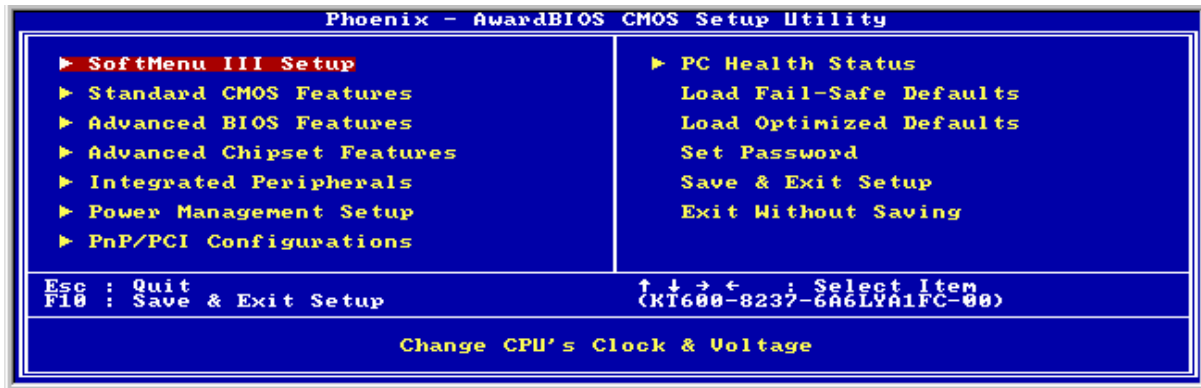 Phoenix - AwardBIOS CMOS Setup Utility
► SoftMenu III Setup
► Standard CMOS Features
► Advanced BIOS Features
► Advanced Chipset Features
► Integrated Peripherals
► Power Management Setup
► PnP/PCI Configurations
► PC Health Status
Load Fail-Safe Defaults
Load Optimized Defaults
Set Password
Save & Exit Setup
Exit Without Saving
Esc : Quit
F10 : Save & Exit Setup
↑ ↓ → ← : Select Item
(KT600-8237-6A6LYA1FC-00)
Change CPU's Clock & Voltage